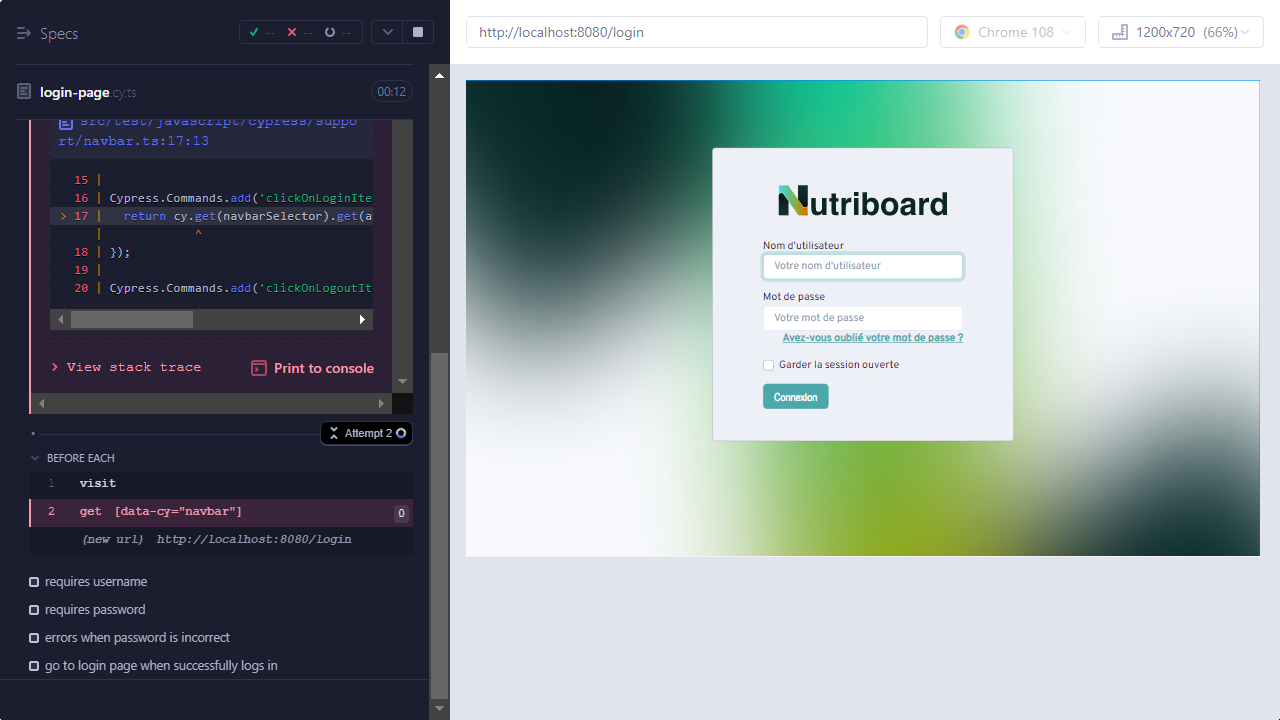 Specs
-- -- --
http://localhost:8080/login
Chrome 108
1200x720 (66%)
login-page cy.ts
00:12
src/test/javascript/cypress/suppo
rt/navbar.ts:17:13
15 |
16 | Cypress.Commands.add('clickOnLoginIte
> 17 |   return cy.get(navbarSelector).get(a
| ^
18 | });
19 |
20 | Cypress.Commands.add('clickOnLogoutIt
> View stack trace
Print to console
Attempt 2
BEFORE EACH
1 visit
2 get [data-cy="navbar"] 0
(new url) http://localhost:8080/login
requires username
requires password
errors when password is incorrect
go to login page when successfully logs in
Nutriboard
Nom d'utilisateur
Votre nom d'utilisateur
Mot de passe
Votre mot de passe
Avez-vous oublié votre mot de passe ?
Garder la session ouverte
Connexion